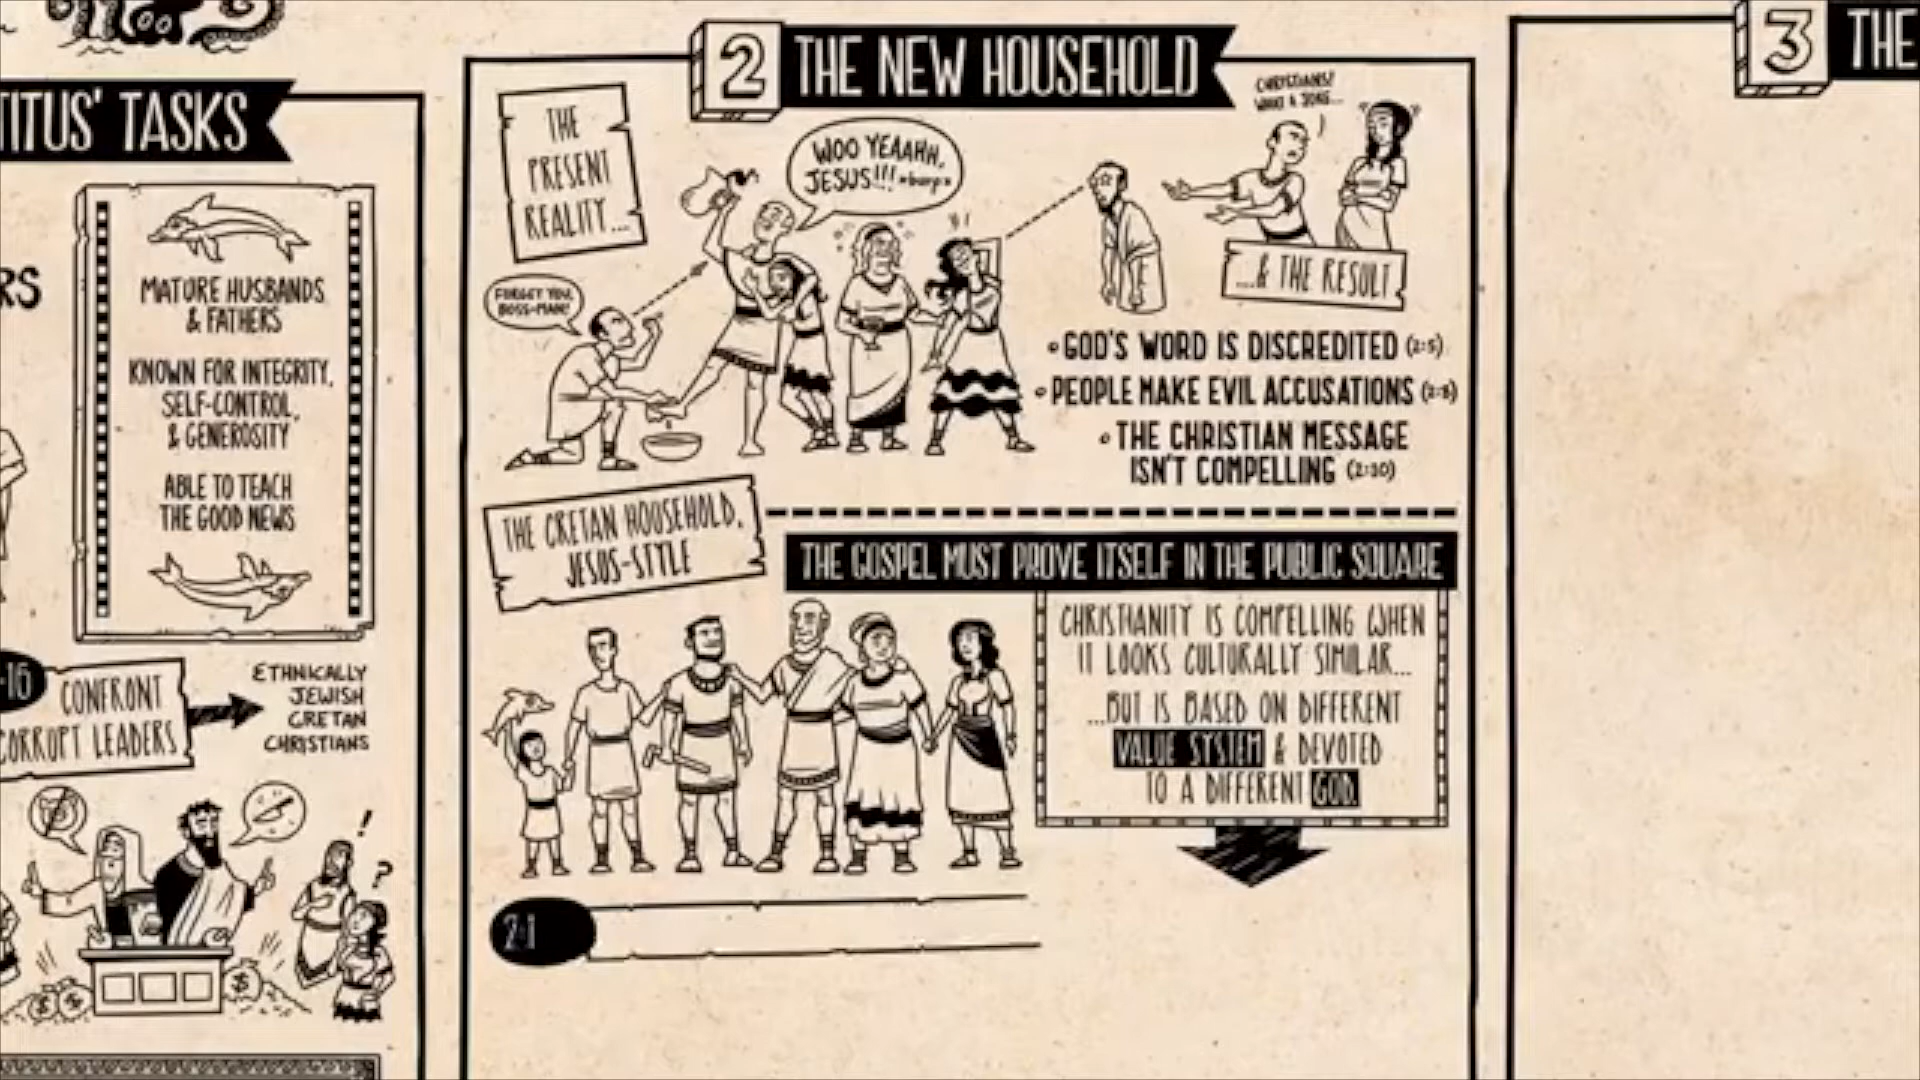 TITUS' TASKS
RS
MATURE HUSBANDS
& FATHERS
KNOWN FOR INTEGRITY,
SELF-CONTROL,
& GENEROSITY
ABLE TO TEACH
THE GOOD NEWS
-16
CONFRONT
CORRUPT LEADERS
ETHNICALLY
JEWISH
CRETAN
CHRISTIANS
!
?
$ $
$
2 THE NEW HOUSEHOLD
THE
PRESENT
REALITY...
WOO YEAAHH,
JESUS!!! *burp*
FORGET YOU,
BOSS-MAN!
CHRISTIANS!
WHAT A JOKE...
...& THE RESULT
•GOD'S WORD IS DISCREDITED (2:5)
•PEOPLE MAKE EVIL ACCUSATIONS (2:8)
•THE CHRISTIAN MESSAGE
ISN'T COMPELLING (2:10)
THE CRETAN HOUSEHOLD,
JESUS-STYLE
THE GOSPEL MUST PROVE ITSELF IN THE PUBLIC SQUARE
CHRISTIANITY IS COMPELLING WHEN
IT LOOKS CULTURALLY SIMILAR...
...BUT IS BASED ON DIFFERENT
VALUE SYSTEM & DEVOTED
TO A DIFFERENT GOD.
2:1
3 THE